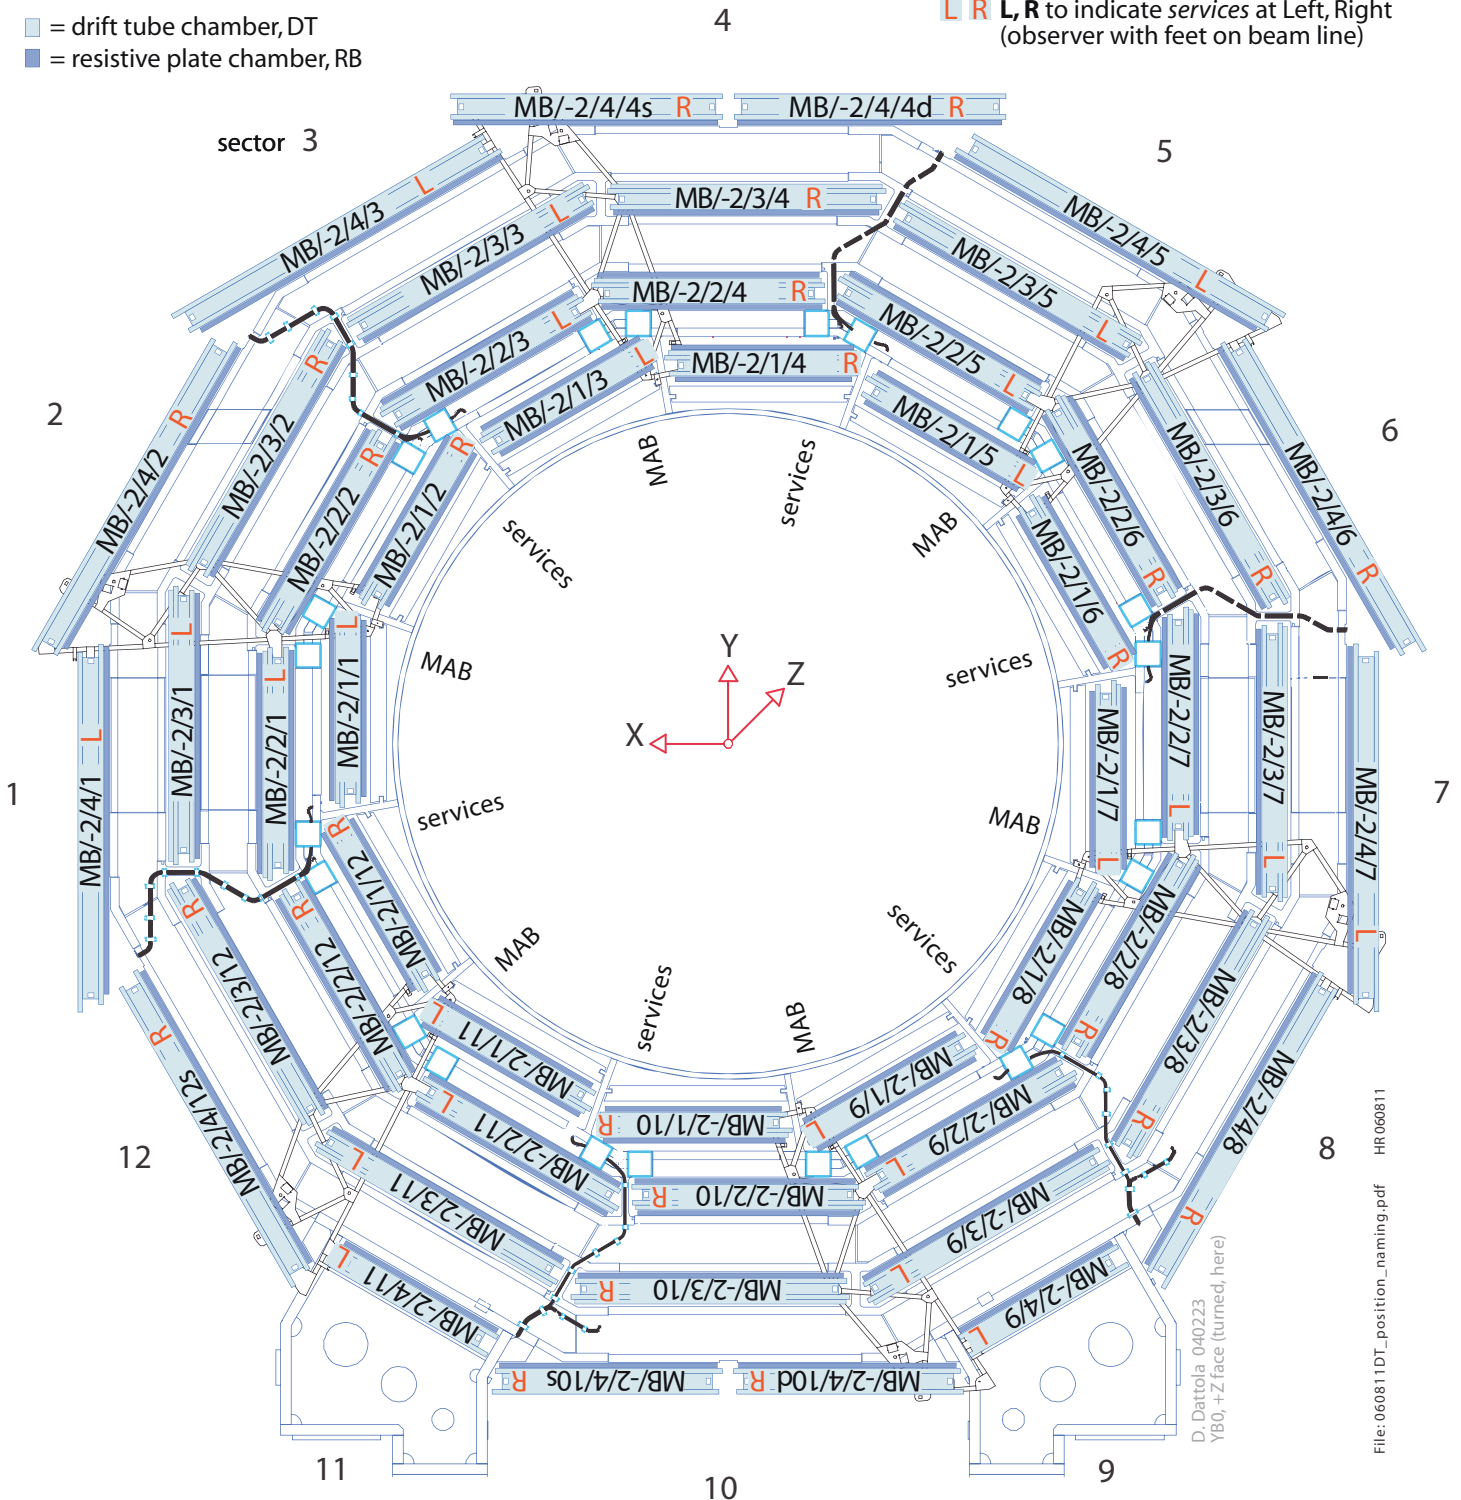 = drift tube chamber, DT
= resistive plate chamber, RB
4
L R L, R to indicate services at Left, Right
(observer with feet on beam line)
sector 3
5
2
6
1
7
12
8
11
10
9
MB/-2/4/4s R
MB/-2/4/4d R
MB/-2/3/4 R
MB/-2/2/4 R
MB/-2/1/4 R
MB/-2/4/3 L
MB/-2/3/3 L
MB/-2/2/3 L
MB/-2/1/3 L
MB/-2/4/5 L
MB/-2/3/5 L
MB/-2/2/5 L
MB/-2/1/5 L
MB/-2/4/2 R
MB/-2/3/2 R
MB/-2/2/2 R
MB/-2/1/2 R
MB/-2/4/6 R
MB/-2/3/6 R
MB/-2/2/6 R
MB/-2/1/6 R
MB/-2/4/1 L
MB/-2/3/1 L
MB/-2/2/1 L
MB/-2/1/1 L
MB/-2/1/7 L
MB/-2/2/7 L
MB/-2/3/7 L
MB/-2/4/7 L
MB/-2/1/12 R
MB/-2/2/12 R
MB/-2/3/12 R
MB/-2/4/12s R
MB/-2/1/8 R
MB/-2/2/8 R
MB/-2/3/8 R
MB/-2/4/8 R
MB/-2/1/11 L
MB/-2/2/11 L
MB/-2/3/11 L
MB/-2/4/11 L
MB/-2/1/10 R
MB/-2/2/10 R
MB/-2/3/10 R
MB/-2/4/10s R
MB/-2/4/10d R
MB/-2/1/9 L
MB/-2/2/9 L
MB/-2/3/9 L
MB/-2/4/9 L
MAB
services
MAB
services
MAB
services
MAB
services
MAB
services
MAB
services
Y
Z
X
D. Dattola 040223
YB0, +Z face (turned, here)
File: 060811DT_position_naming.pdf HR060811